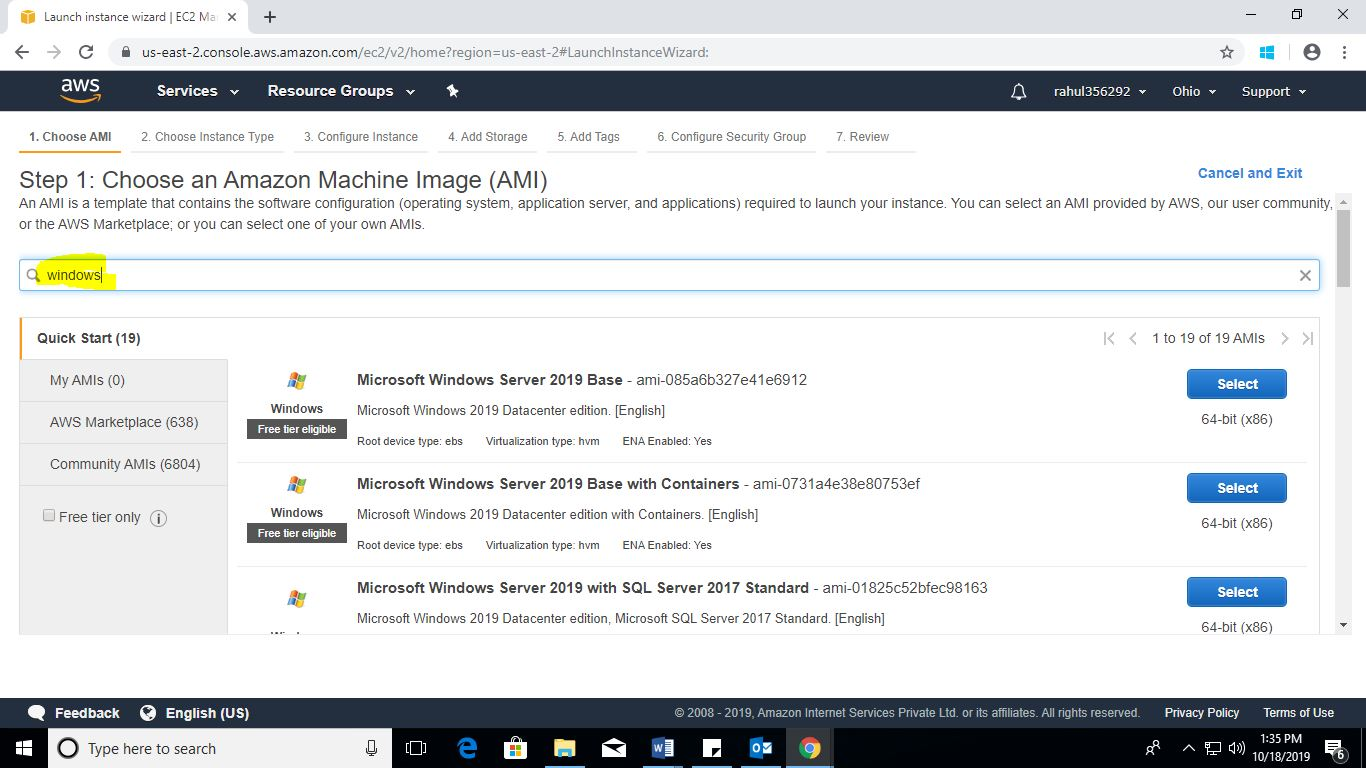 Launch instance wizard | EC2 Ma
us-east-2.console.aws.amazon.com/ec2/v2/home?region=us-east-2#LaunchInstanceWizard:
aws Services Resource Groups rahul356292 Ohio Support
1. Choose AMI 2. Choose Instance Type 3. Configure Instance 4. Add Storage 5. Add Tags 6. Configure Security Group 7. Review
Step 1: Choose an Amazon Machine Image (AMI) Cancel and Exit
An AMI is a template that contains the software configuration (operating system, application server, and applications) required to launch your instance. You can select an AMI provided by AWS, our user community,
or the AWS Marketplace; or you can select one of your own AMIs.
windows
Quick Start (19) 1 to 19 of 19 AMIs
My AMIs (0)
AWS Marketplace (638)
Community AMIs (6804)
Free tier only
Windows
Free tier eligible
Microsoft Windows Server 2019 Base - ami-085a6b327e41e6912
Microsoft Windows 2019 Datacenter edition. [English]
Root device type: ebs Virtualization type: hvm ENA Enabled: Yes
Select
64-bit (x86)
Windows
Free tier eligible
Microsoft Windows Server 2019 Base with Containers - ami-0731a4e38e80753ef
Microsoft Windows 2019 Datacenter edition with Containers. [English]
Root device type: ebs Virtualization type: hvm ENA Enabled: Yes
Select
64-bit (x86)
Microsoft Windows Server 2019 with SQL Server 2017 Standard - ami-01825c52bfec98163
Microsoft Windows 2019 Datacenter edition, Microsoft SQL Server 2017 Standard. [English]
Select
64-bit (x86)
Feedback English (US) © 2008 - 2019, Amazon Internet Services Private Ltd. or its affiliates. All rights reserved. Privacy Policy Terms of Use
Type here to search
1:35 PM
10/18/2019
6